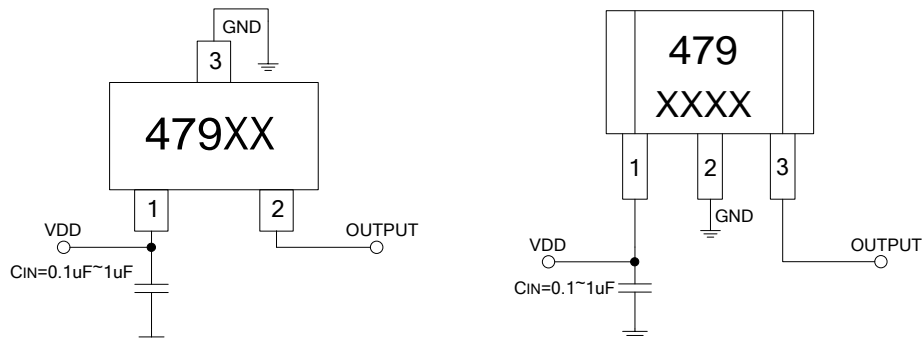 GND
3
479XX
1
2
VDD
OUTPUT
CIN=0.1uF~1uF
479
XXXX
1
2
3
GND
VDD
OUTPUT
CIN=0.1~1uF